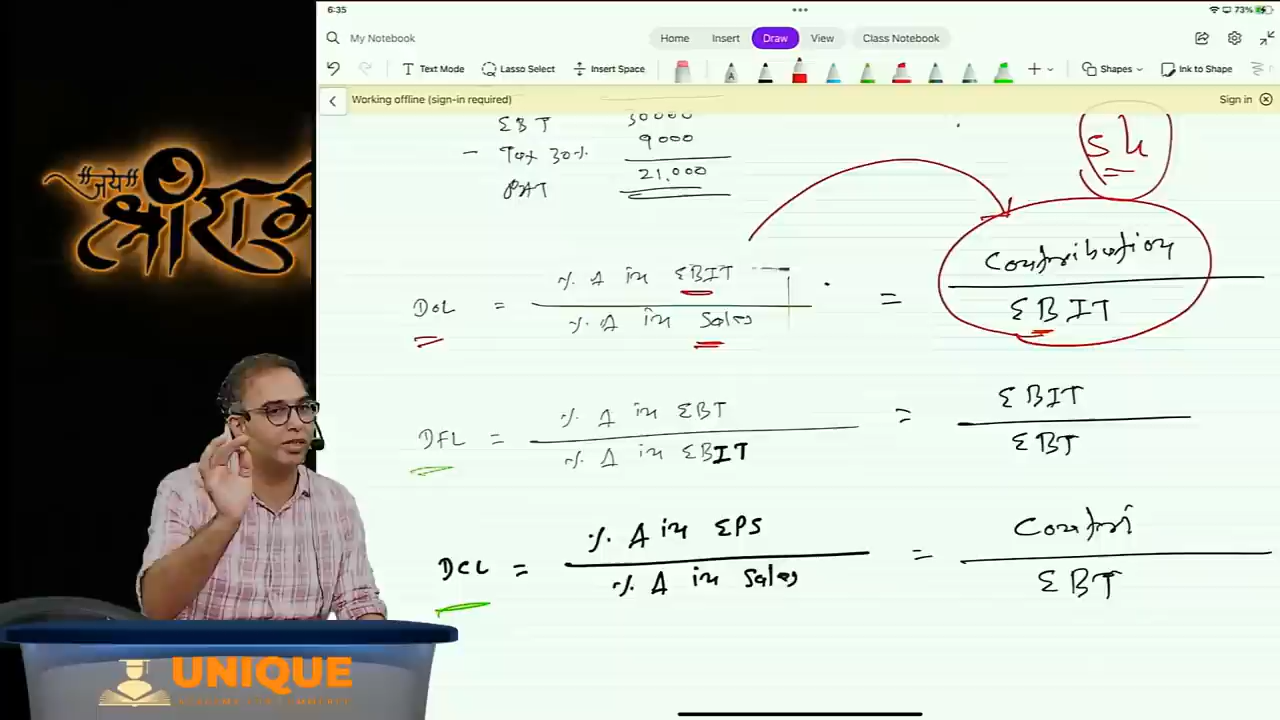 6:35
73%
My Notebook
Home Insert Draw View Class Notebook
Text Mode Lasso Select Insert Space Shapes Ink to Shape
Working offline (sign-in required) Sign in
#जय#
श्रीराम
EBT 30000
- Tax 30% 9000
PAT 21,000
5 का
DOL = % Δ in EBIT / % Δ in Sales = Contribution / EBIT
DFL = % Δ in EBT / % Δ in EBIT = EBIT / EBT
DCL = % Δ in EPS / % Δ in Sales = Contri / EBT
UNIQUE